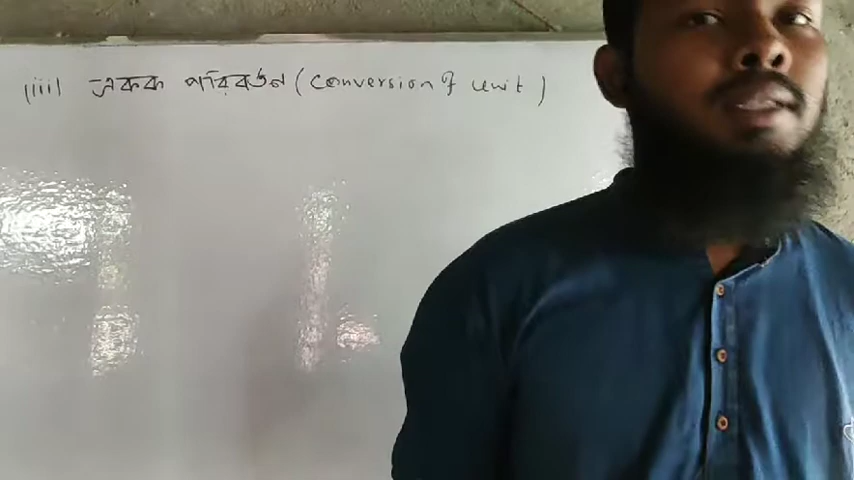 (iii) একক পরিবর্তন (conversion of unit)